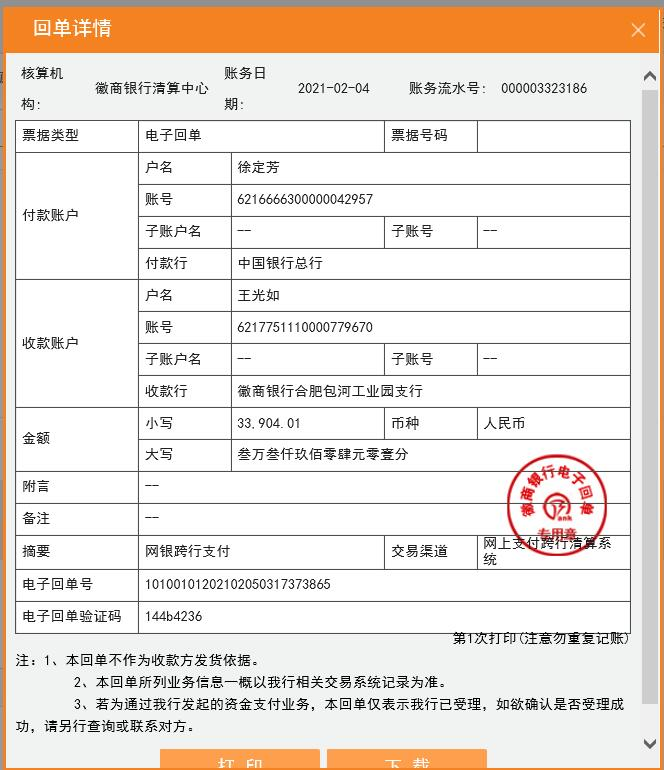 回单详情
核算机构： 徽商银行清算中心 账务日期： 2021-02-04 账务流水号： 000003323186
票据类型 电子回单 票据号码
付款账户
户名 徐定芳
账号 6216666300000042957
子账户名 -- 子账号 --
付款行 中国银行总行
收款账户
户名 王光如
账号 6217751110000779670
子账户名 -- 子账号 --
收款行 徽商银行合肥包河工业园支行
金额
小写 33,904.01 币种 人民币
大写 叁万叁仟玖佰零肆元零壹分
附言 --
备注 --
徽商银行电子回单
Bank
专用章
摘要 网银跨行支付 交易渠道 网上支付跨行清算系统
电子回单号 10100101202102050317373865
电子回单验证码 144b4236
第1次打印(注意勿重复记账)
注：1、本回单不作为收款方发货依据。
2、本回单所列业务信息一概以我行相关交易系统记录为准。
3、若为通过我行发起的资金支付业务，本回单仅表示我行已受理，如欲确认是否受理成
功，请另行查询或联系对方。
打 印 下 载